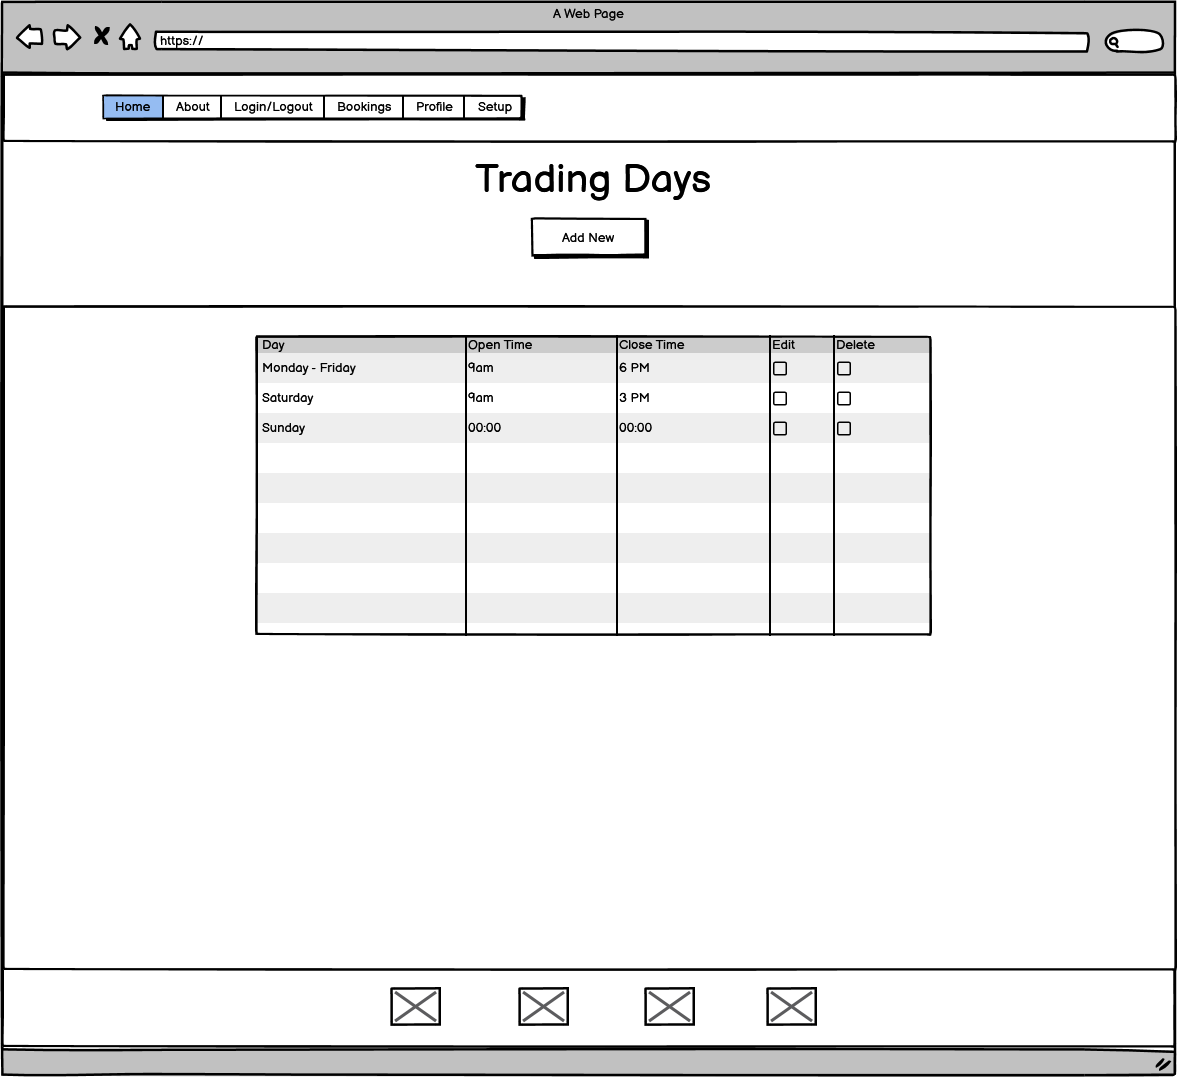 A Web Page
https://
Home About Login/Logout Bookings Profile Setup
Trading Days
Add New
Day Open Time Close Time Edit Delete
Monday - Friday 9am 6 PM
Saturday 9am 3 PM
Sunday 00:00 00:00